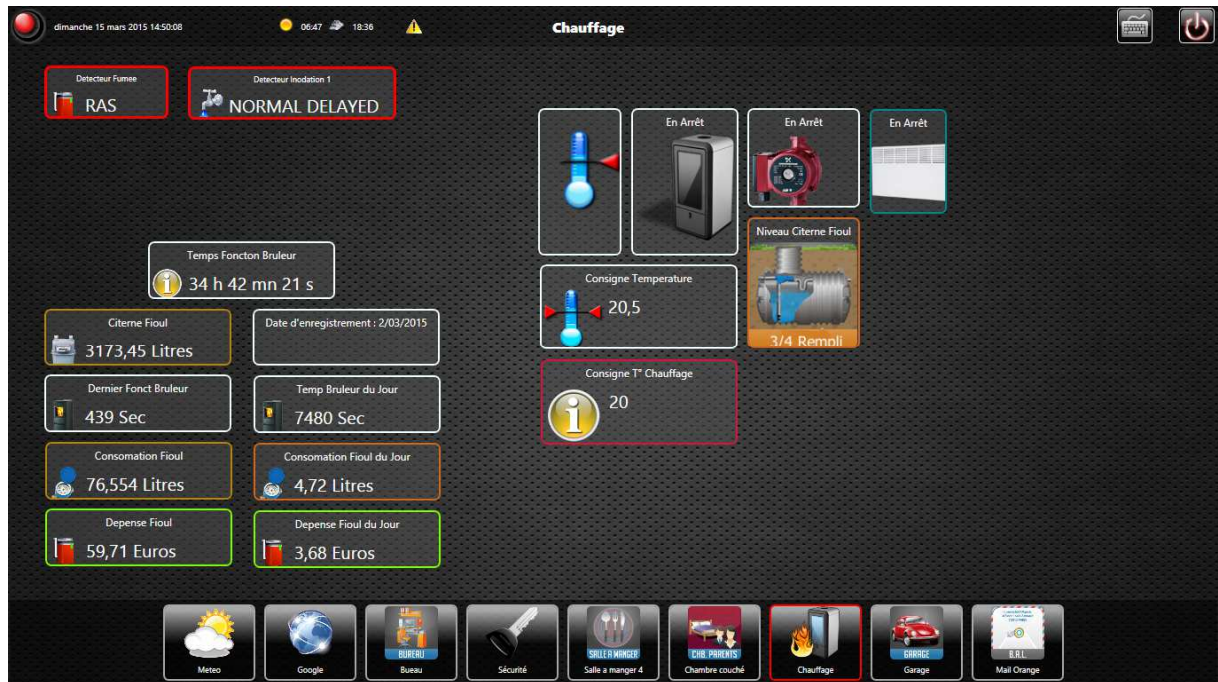 dimanche 15 mars 2015 14:50:08
06:47
18:36
Chauffage
Detecteur Fumee
RAS
Detecteur Inodation 1
NORMAL DELAYED
En Arrêt
En Arrêt
En Arrêt
Niveau Citerne Fioul
3/4 Rempli
Temps Foncton Bruleur
34 h 42 mn 21 s
Consigne Temperature
20,5
Citerne Fioul
3173,45 Litres
Date d'enregistrement : 2/03/2015
Consigne T° Chauffage
20
Dernier Fonct Bruleur
439 Sec
Temp Bruleur du Jour
7480 Sec
Consomation Fioul
76,554 Litres
Consomation Fioul du Jour
4,72 Litres
Depense Fioul
59,71 Euros
Depense Fioul du Jour
3,68 Euros
BUREAU
SALLE A MANGER
CHB. PARENTS
GARAGE
B.A.L.
Meteo
Google
Bueau
Sécurité
Salle a manger 4
Chambre couché
Chauffage
Garage
Mail Orange